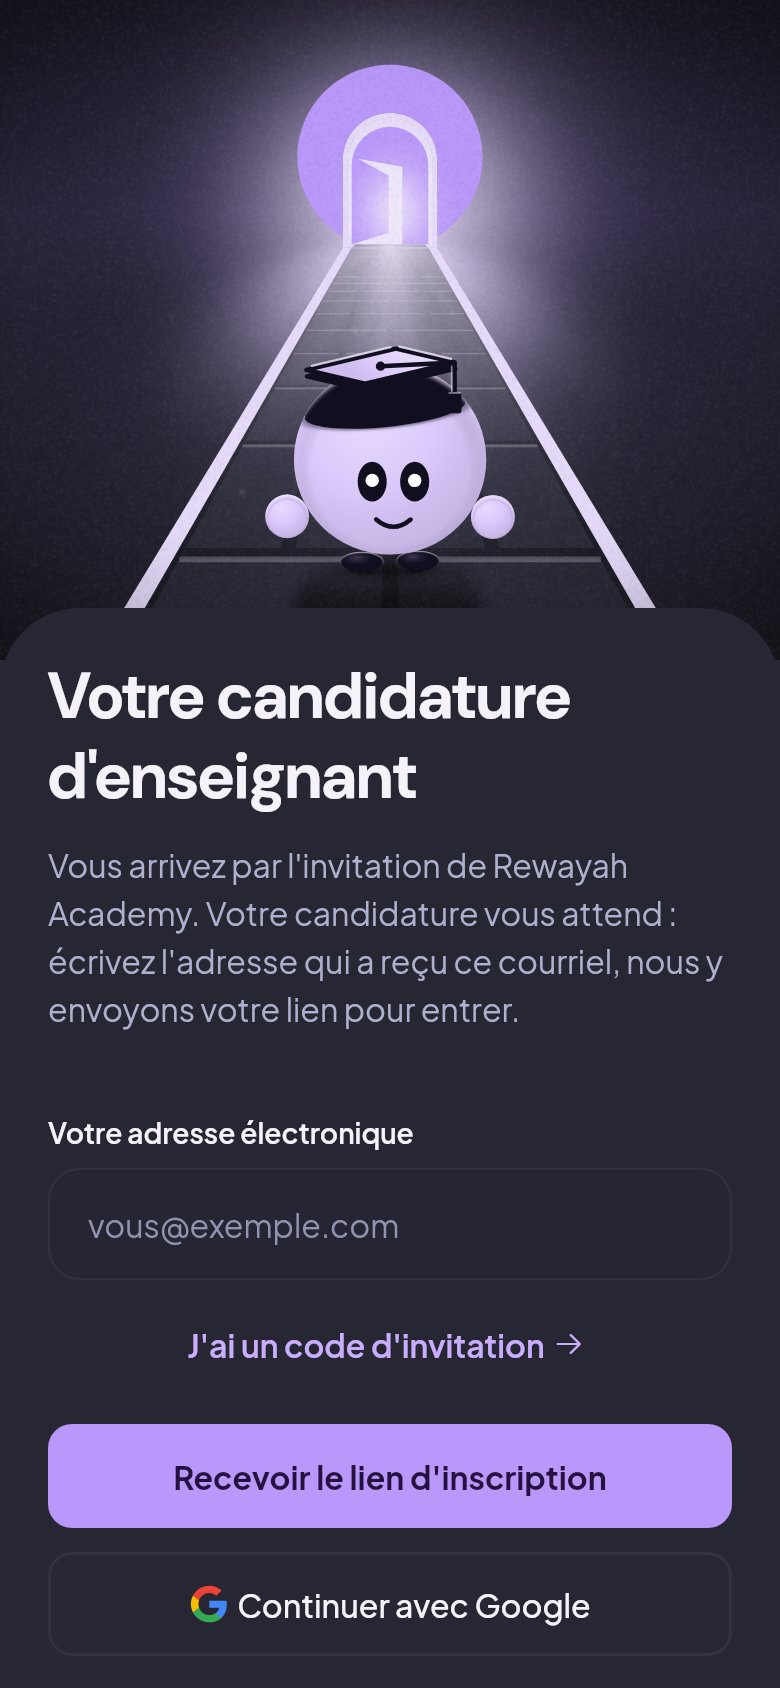 Votre candidature
d'enseignant
Vous arrivez par l'invitation de Rewayah
Academy. Votre candidature vous attend :
écrivez l'adresse qui a reçu ce courriel, nous y
envoyons votre lien pour entrer.
Votre adresse électronique
vous@exemple.com
J'ai un code d'invitation →
Recevoir le lien d'inscription
Continuer avec Google